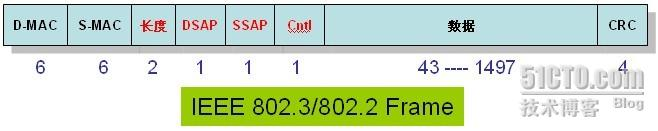 D-MAC S-MAC 长度 DSAP SSAP Cntl 数据 CRC
6 6 2 1 1 1 43 ---- 1497 4
51CTO.com
技术博客 Blog
IEEE 802.3/802.2 Frame